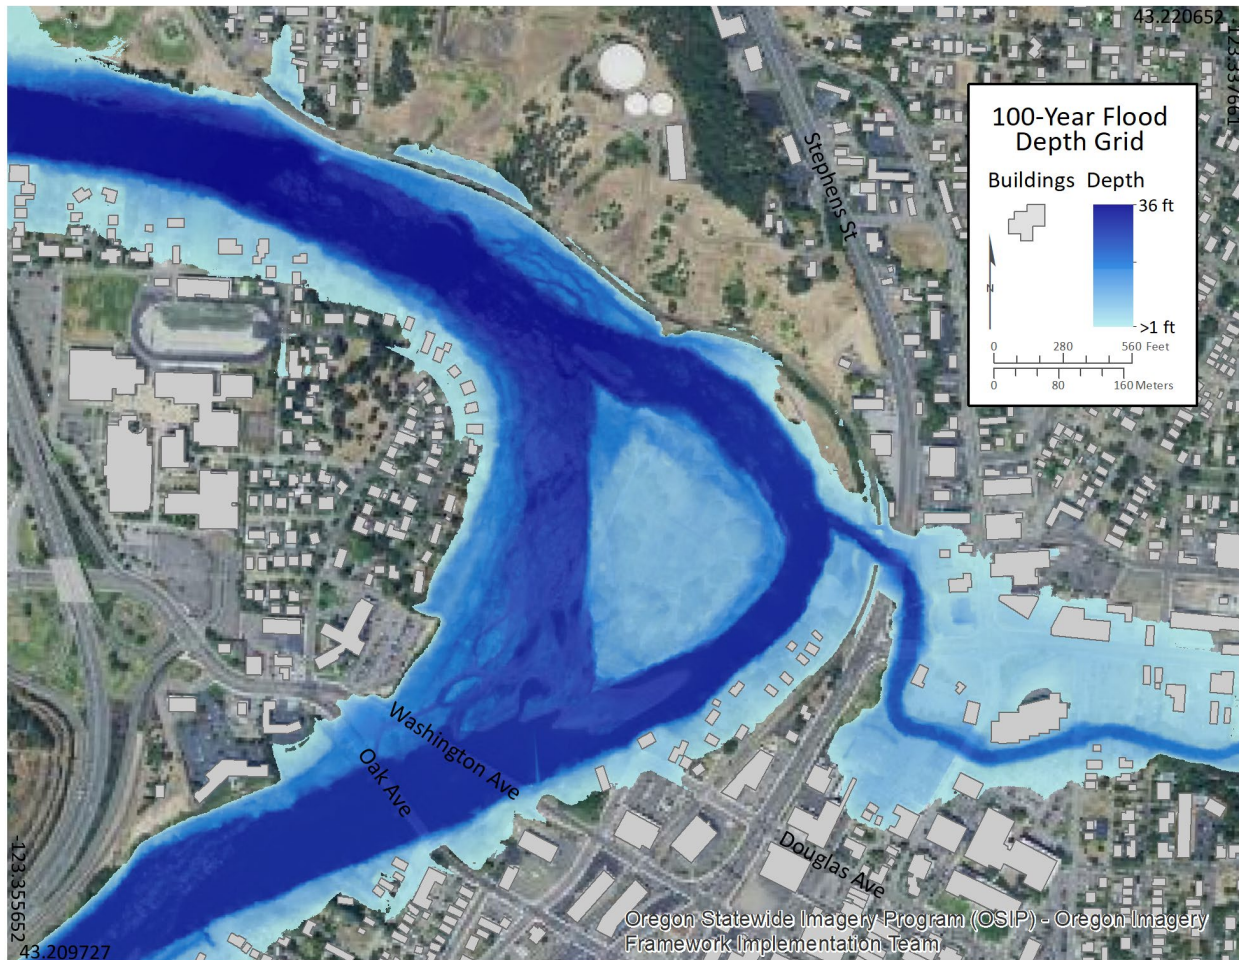 43.220652
-123.337661
100-Year Flood
Depth Grid
Buildings Depth
36 ft
>1 ft
N
0 280 560 Feet
0 80 160 Meters
Stephens St
Washington Ave
Oak Ave
Douglas Ave
-123.355652
43.209727
Oregon Statewide Imagery Program (OSIP) - Oregon Imagery
Framework Implementation Team